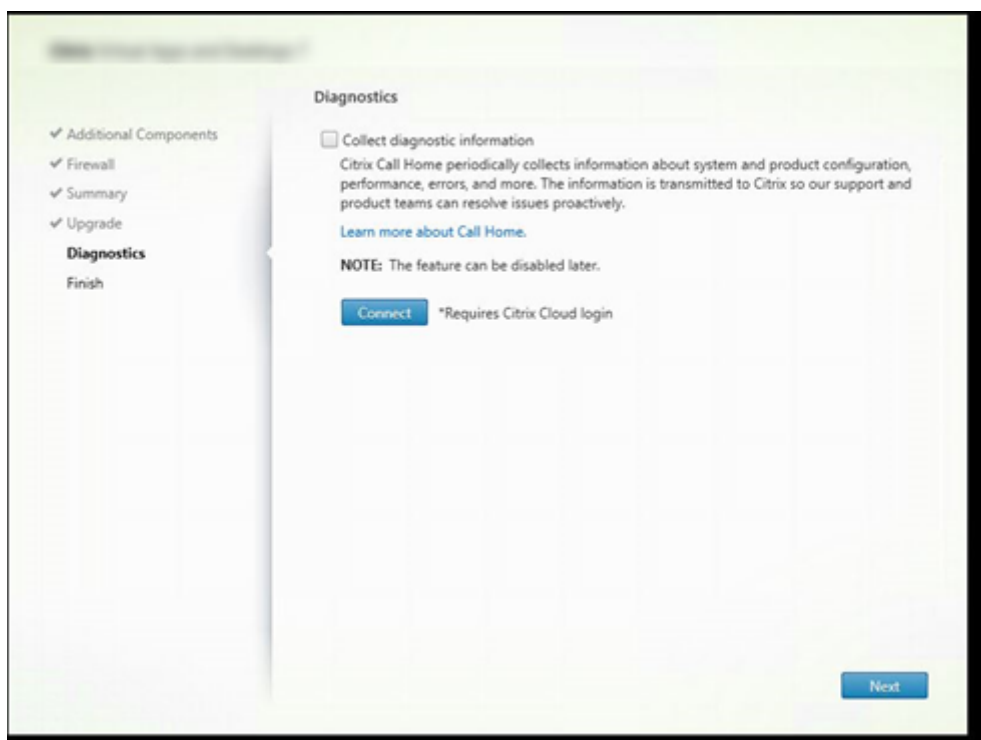 Diagnostics
✔ Additional Components
✔ Firewall
✔ Summary
✔ Upgrade
Diagnostics
Finish
Collect diagnostic information
Citrix Call Home periodically collects information about system and product configuration,
performance, errors, and more. The information is transmitted to Citrix so our support and
product teams can resolve issues proactively.
Learn more about Call Home.
NOTE: The feature can be disabled later.
Connect *Requires Citrix Cloud login
Next